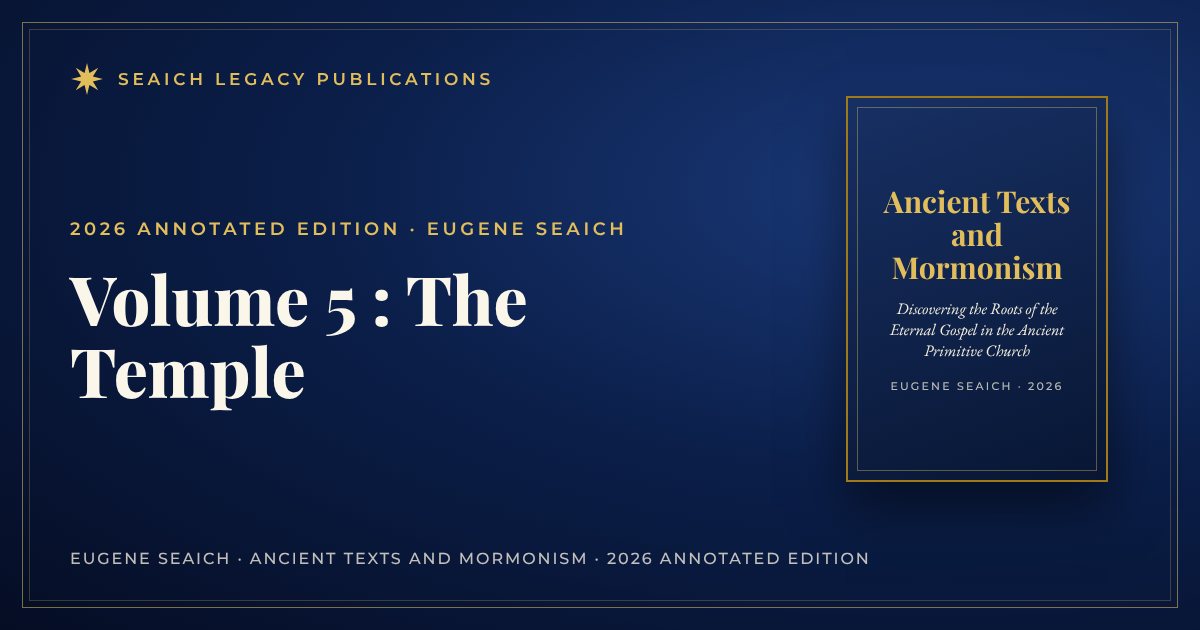 SEAICH LEGACY PUBLICATIONS
2026 ANNOTATED EDITION · EUGENE SEAICH
Volume 5 : The
Temple
Ancient Texts
and
Mormonism
Discovering the Roots of the
Eternal Gospel in the Ancient
Primitive Church
EUGENE SEAICH · 2026
EUGENE SEAICH · ANCIENT TEXTS AND MORMONISM · 2026 ANNOTATED EDITION